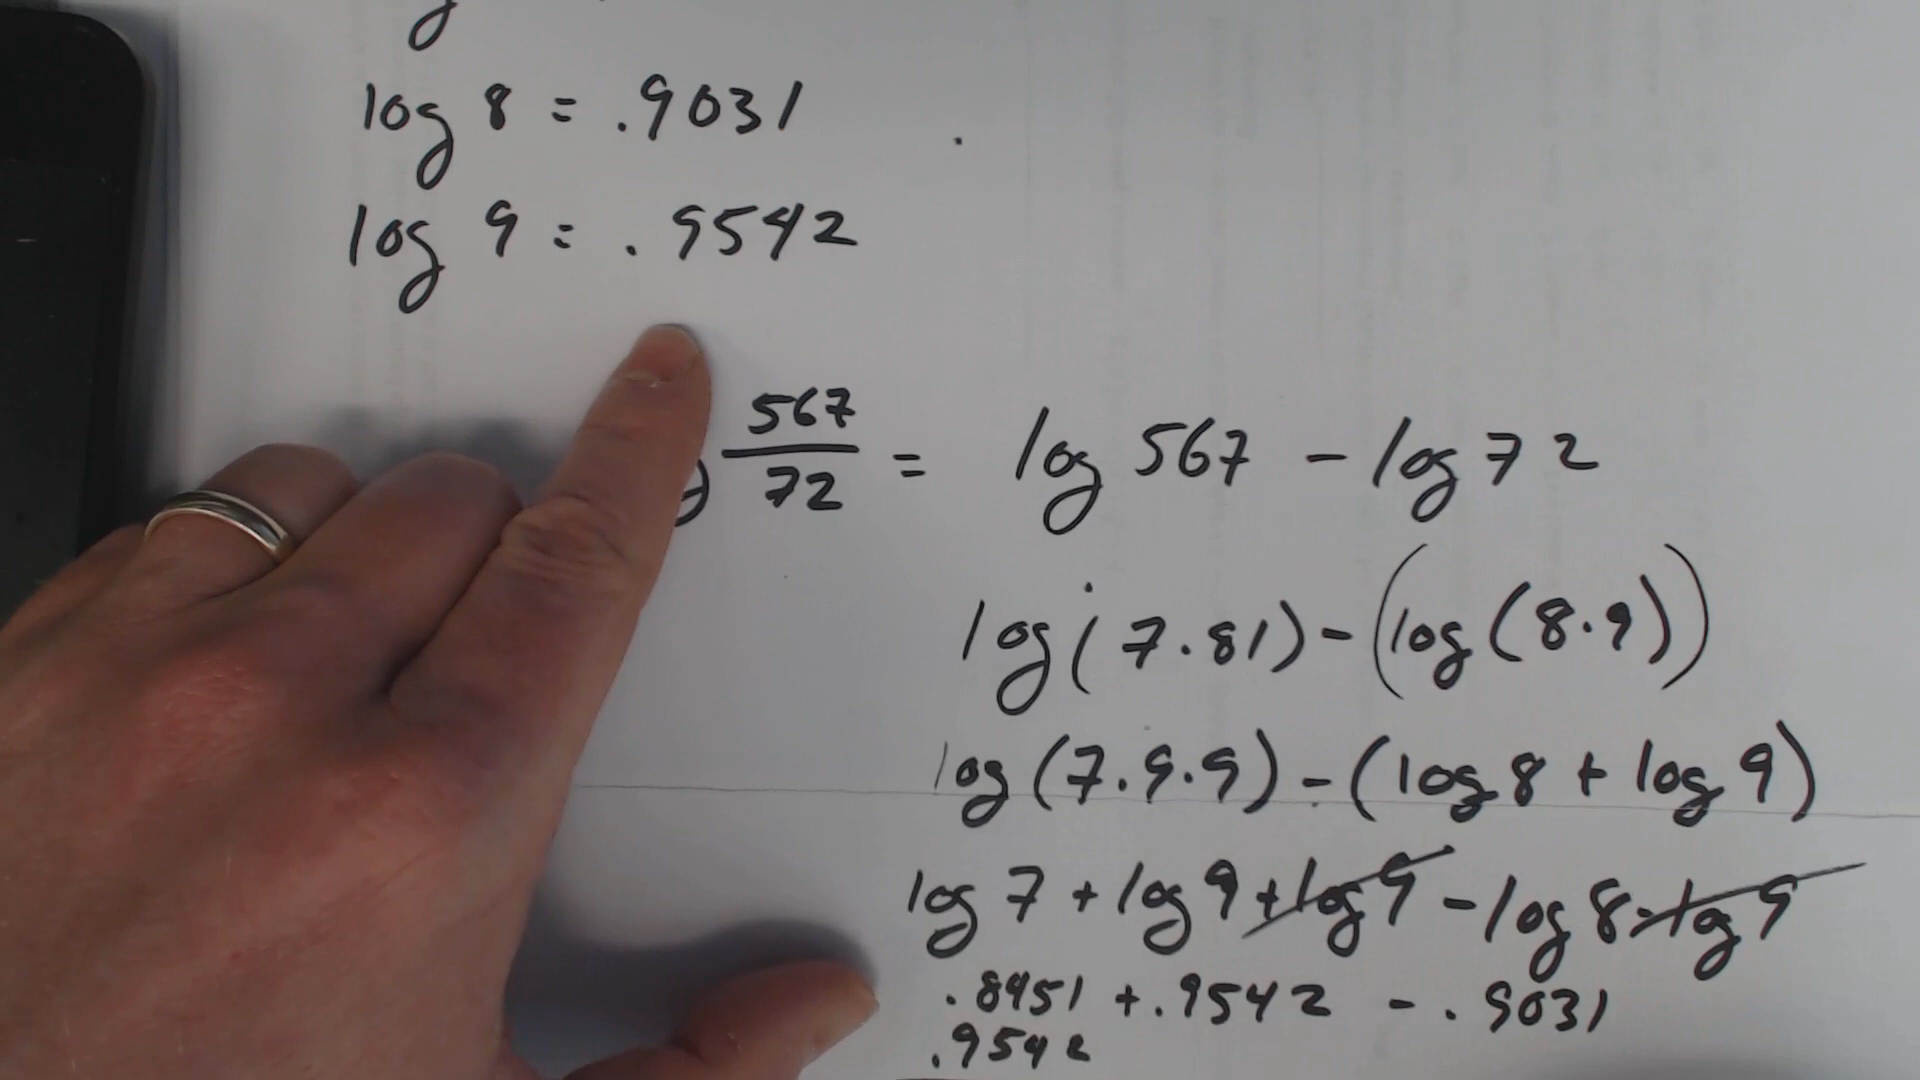 log 8 = .9031
log 9 = .9542
567/72 = log 567 - log 72
log(7·81) - (log(8·9))
log(7·9·9) - (log 8 + log 9)
log 7 + log 9 + log 9 - log 8 - log 9
.8451 + .9542 - .9031
.9542